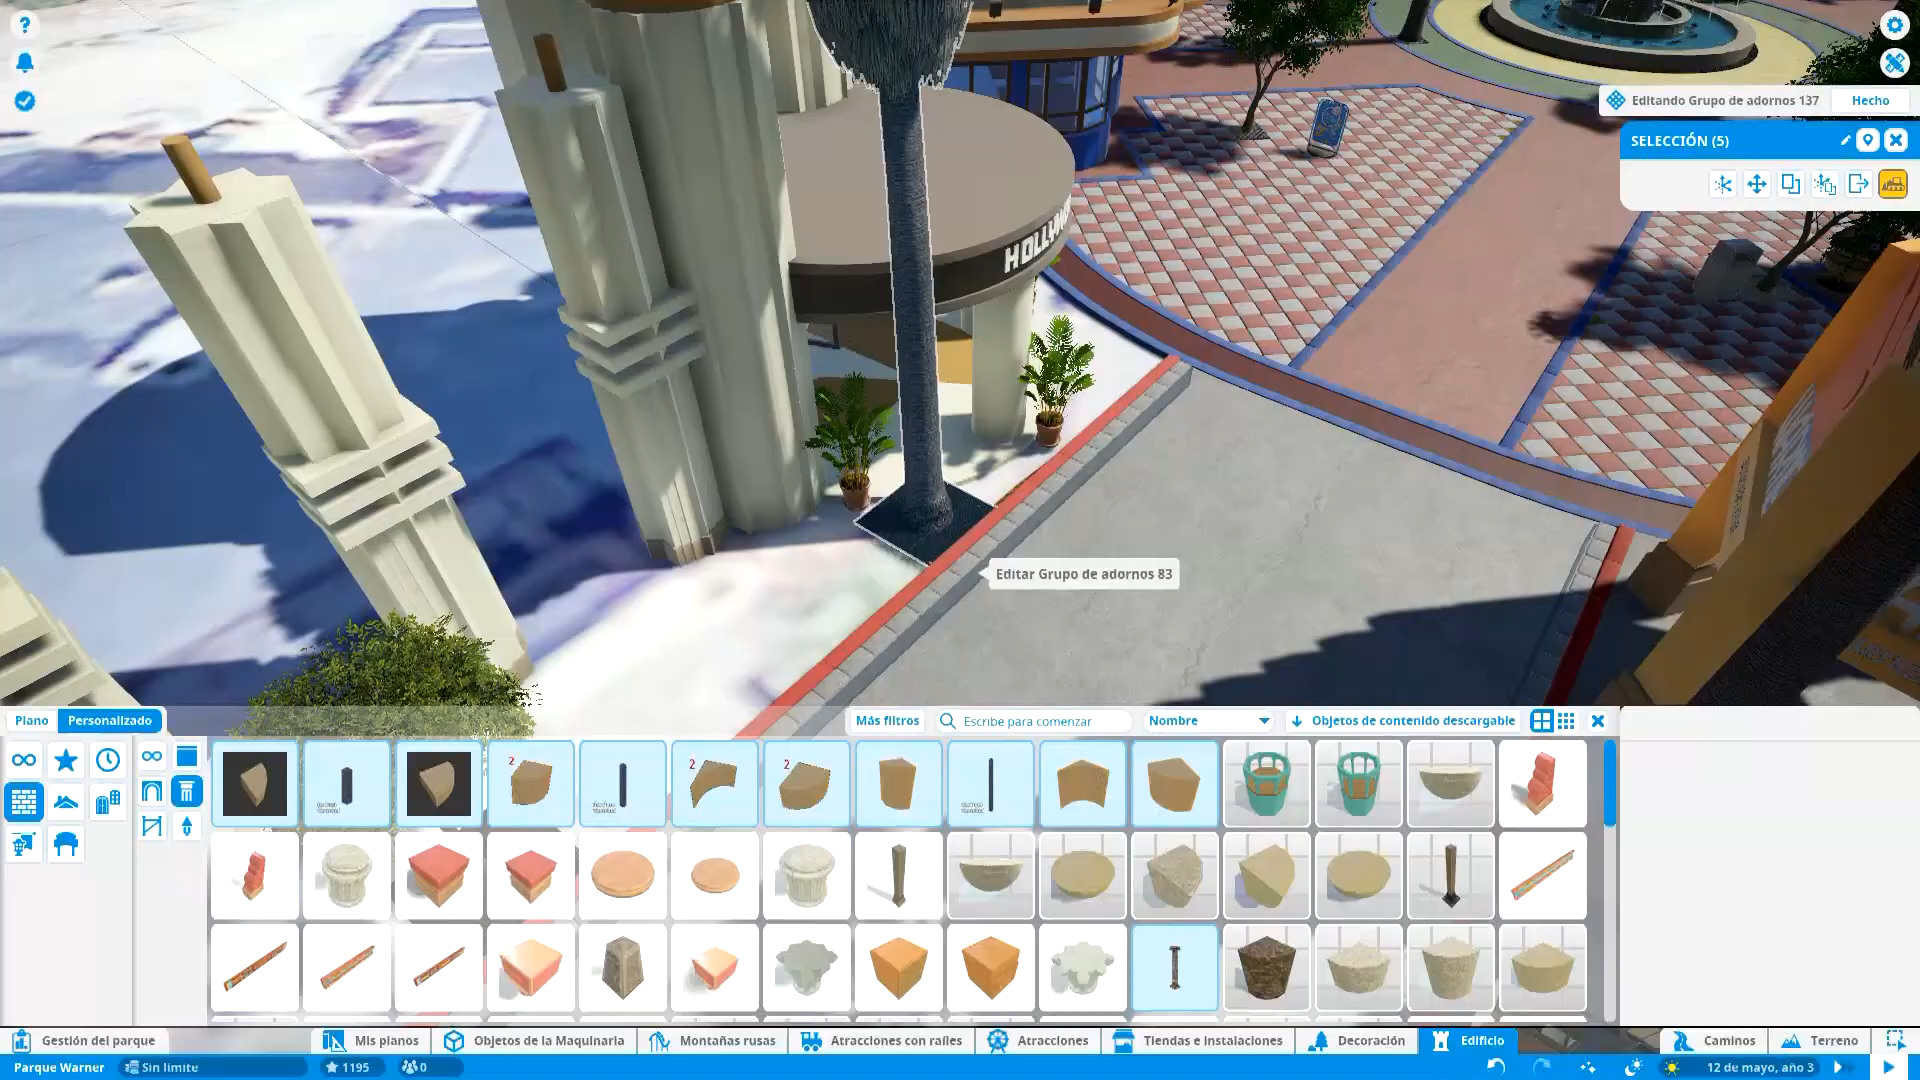 ?
Editando Grupo de adornos 137
Hecho
SELECCIÓN (5)
HOLLYW
Editar Grupo de adornos 83
Plano
Personalizado
Más filtros
Escribe para comenzar
Nombre
Objetos de contenido descargable
2
2
2
Gestión del parque
Mis planos
Objetos de la Maquinaria
Montañas rusas
Atracciones con raíles
Atracciones
Tiendas e instalaciones
Decoración
Edificio
Caminos
Terreno
Parque Warner
Sin límite
1195
0
12 de mayo, año 3